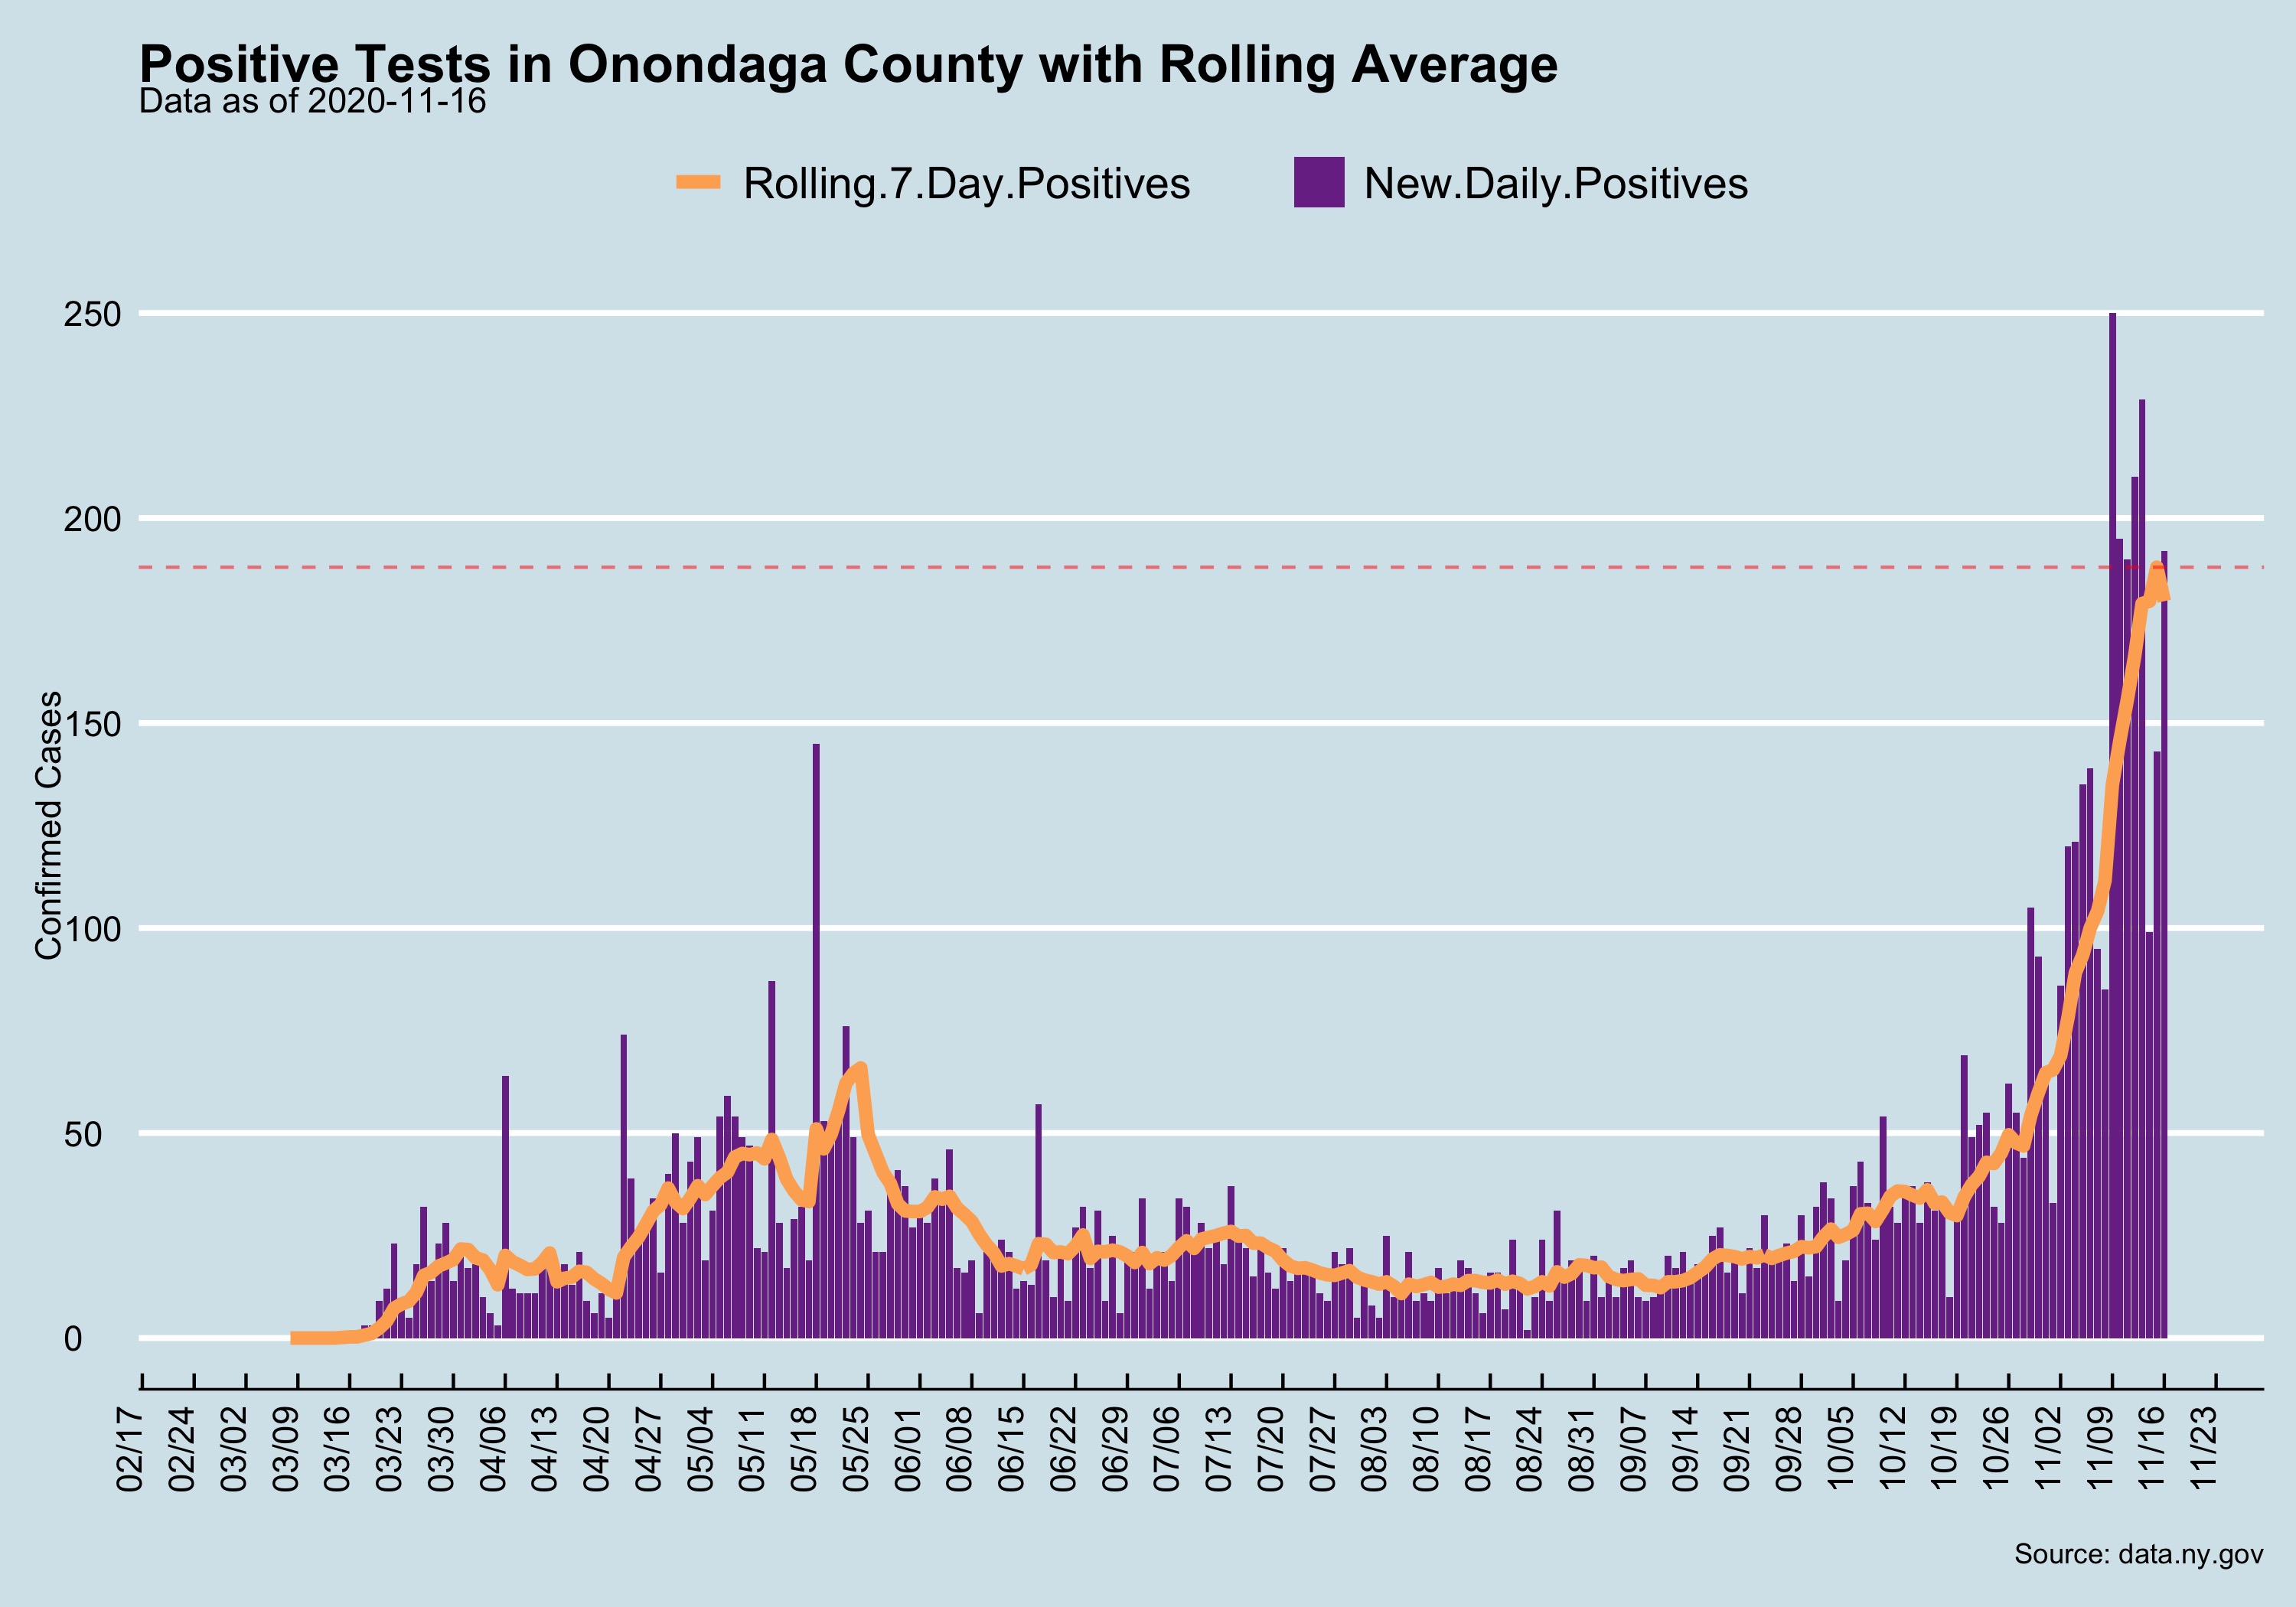 Positive Tests in Onondaga County with Rolling Average
Data as of 2020-11-16
Rolling.7.Day.Positives New.Daily.Positives
250
200
150
100
50
0
Confirmed Cases
02/17 02/24 03/02 03/09 03/16 03/23 03/30 04/06 04/13 04/20 04/27 05/04 05/11 05/18 05/25 06/01 06/08 06/15 06/22 06/29 07/06 07/13 07/20 07/27 08/03 08/10 08/17 08/24 08/31 09/07 09/14 09/21 09/28 10/05 10/12 10/19 10/26 11/02 11/09 11/16 11/23
Source: data.ny.gov